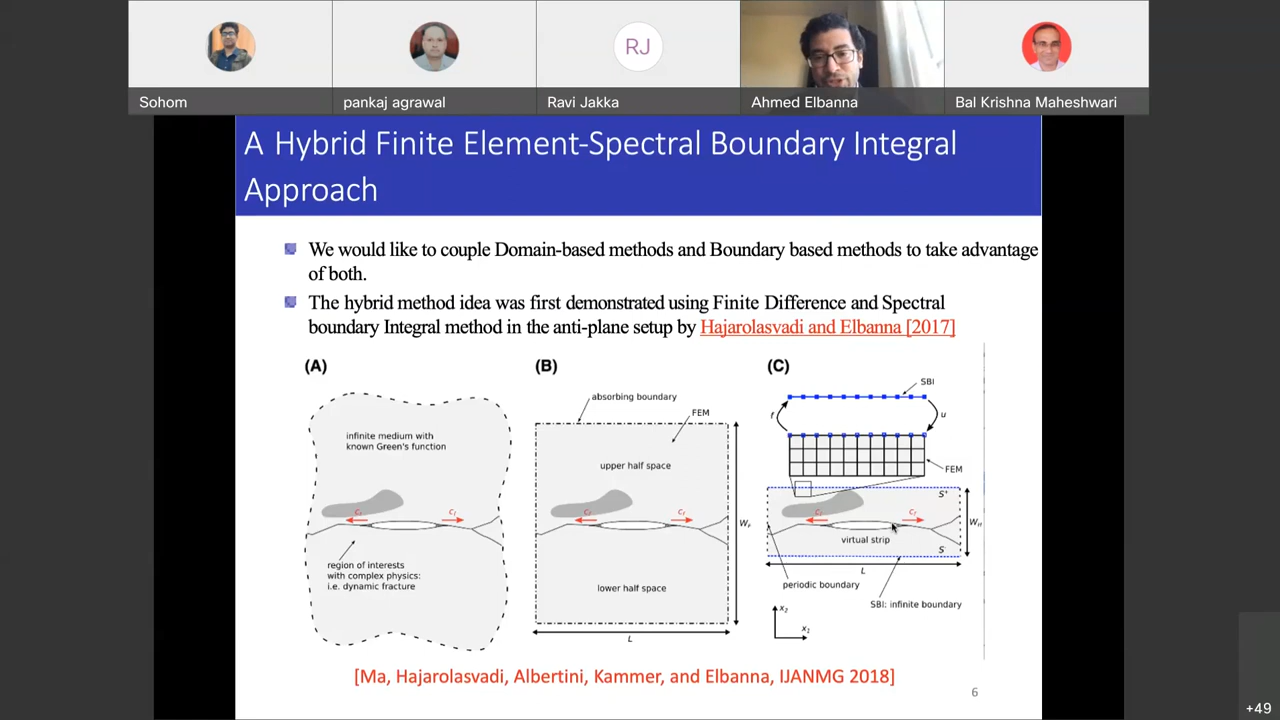 RJ
Sohom
pankaj agrawal
Ravi Jakka
Ahmed Elbanna
Bal Krishna Maheshwari
A Hybrid Finite Element-Spectral Boundary Integral
Approach
We would like to couple Domain-based methods and Boundary based methods to take advantage
of both.
The hybrid method idea was first demonstrated using Finite Difference and Spectral
boundary Integral method in the anti-plane setup by Hajarolasvadi and Elbanna [2017]
(A)
infinite medium with
known Green's function
region of interests
with complex physics:
i.e. dynamic fracture
(B)
absorbing boundary
FEM
upper half space
lower half space
L
(C)
SBI
f
u
FEM
S⁺
virtual strip
S
L
periodic boundary
SBI: infinite boundary
x₂
x₁
[Ma, Hajarolasvadi, Albertini, Kammer, and Elbanna, IJANMG 2018]
6
+49